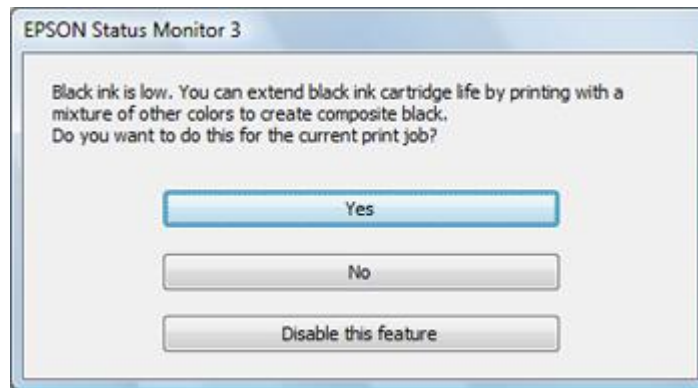 EPSON Status Monitor 3
Black ink is low. You can extend black ink cartridge life by printing with a
mixture of other colors to create composite black.
Do you want to do this for the current print job?
Yes
No
Disable this feature